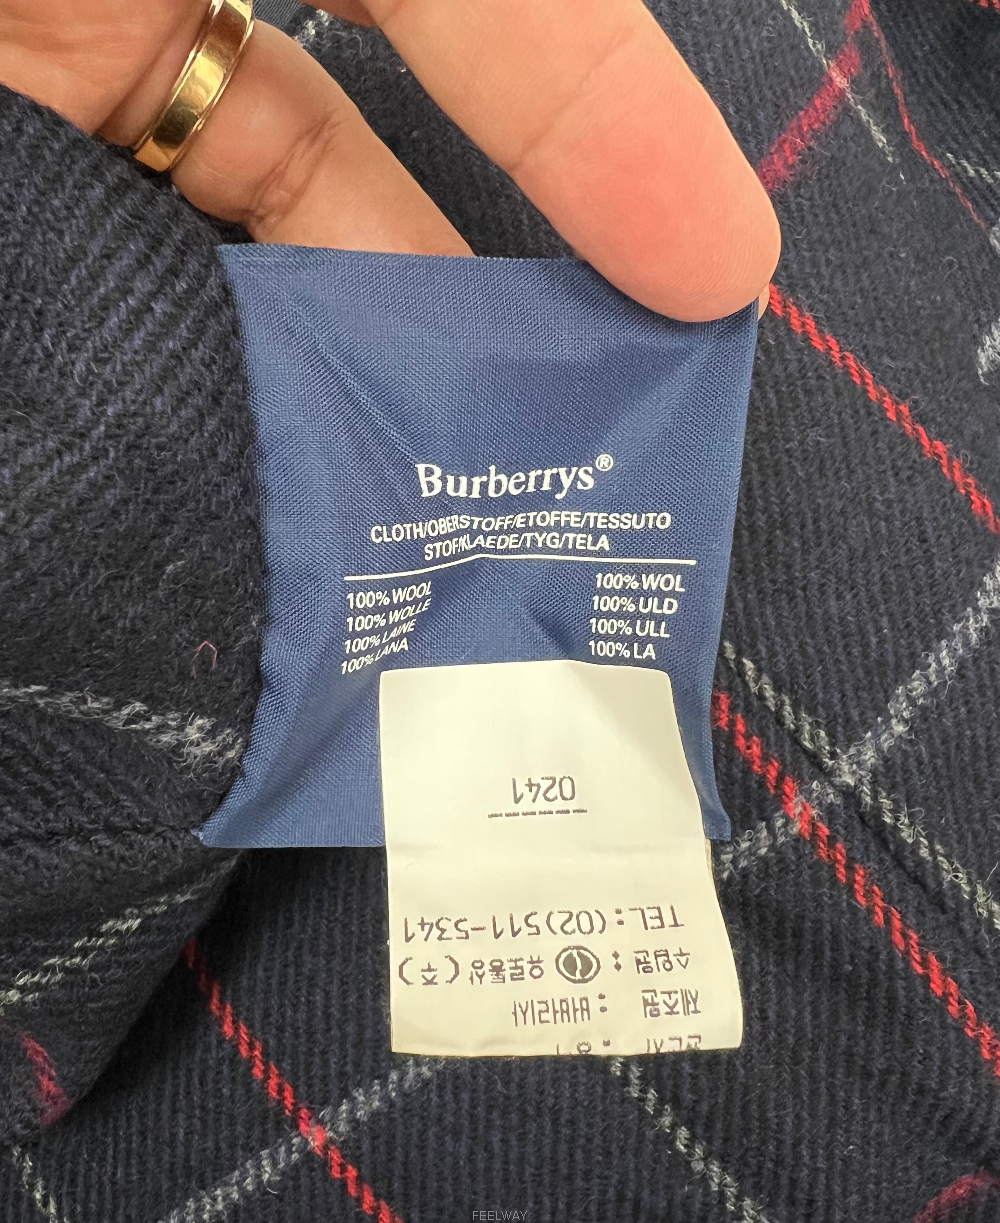 Burberrys®
CLOTH/OBERSTOFF/ETOFFE/TESSUTO
STOF/KLAEDE/TYG/TELA
100% WOOL
100% WOLLE
100% LAINE
100% LANA
100% WOL
100% ULD
100% ULL
100% LA
제조원 : 버버리사
수입원 : 유로통상(주)
TEL:(02)511-5341
0241
FEELWAY